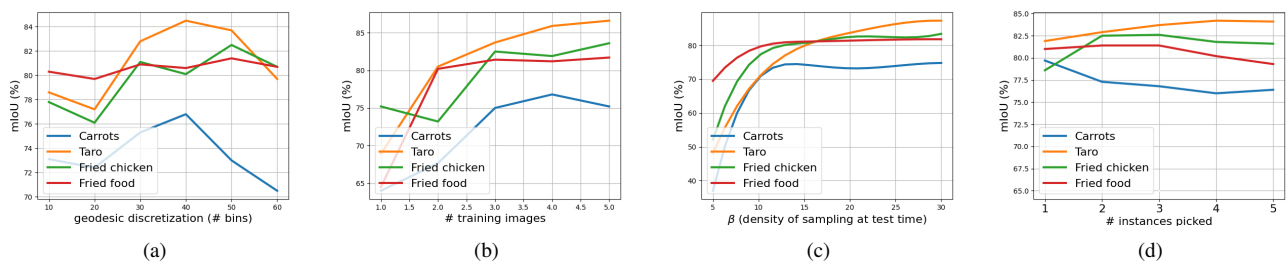 84
82
80
78
76
74
72
70
mIoU (%)
Carrots
Taro
Fried chicken
Fried food
10 20 30 40 50 60
geodesic discretization (# bins)
(a)
85
80
75
70
65
mIoU (%)
Carrots
Taro
Fried chicken
Fried food
1.0 1.5 2.0 2.5 3.0 3.5 4.0 4.5 5.0
# training images
(b)
80
70
60
50
40
mIoU (%)
Carrots
Taro
Fried chicken
Fried food
5 10 15 20 25 30
β (density of sampling at test time)
(c)
85.0
82.5
80.0
77.5
75.0
72.5
70.0
67.5
65.0
mIoU (%)
Carrots
Taro
Fried chicken
Fried food
1 2 3 4 5
# instances picked
(d)